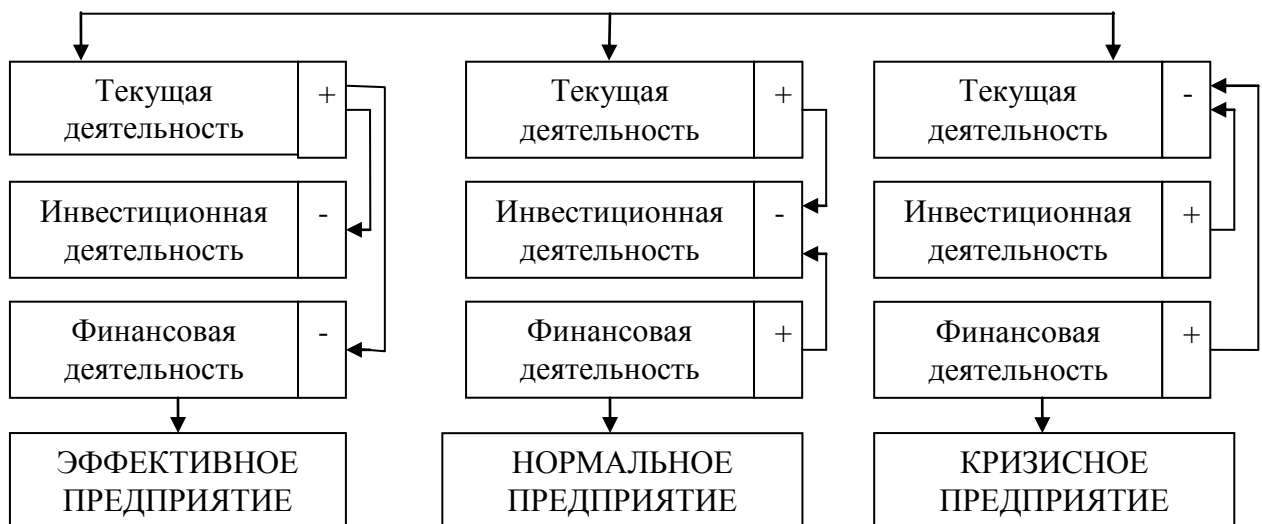 Текущая
деятельность
+
Инвестиционная
деятельность
-
Финансовая
деятельность
-
ЭФФЕКТИВНОЕ
ПРЕДПРИЯТИЕ
Текущая
деятельность
+
Инвестиционная
деятельность
-
Финансовая
деятельность
+
НОРМАЛЬНОЕ
ПРЕДПРИЯТИЕ
Текущая
деятельность
-
Инвестиционная
деятельность
+
Финансовая
деятельность
+
КРИЗИСНОЕ
ПРЕДПРИЯТИЕ